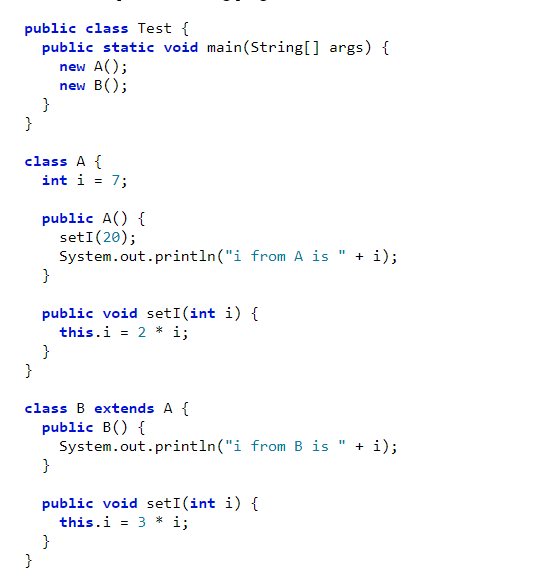 public class Test {
  public static void main(String[] args) {
    new A();
    new B();
  }
}

class A {
  int i = 7;

  public A() {
    setI(20);
    System.out.println("i from A is " + i);
  }

  public void setI(int i) {
    this.i = 2 * i;
  }
}

class B extends A {
  public B() {
    System.out.println("i from B is " + i);
  }

  public void setI(int i) {
    this.i = 3 * i;
  }
}